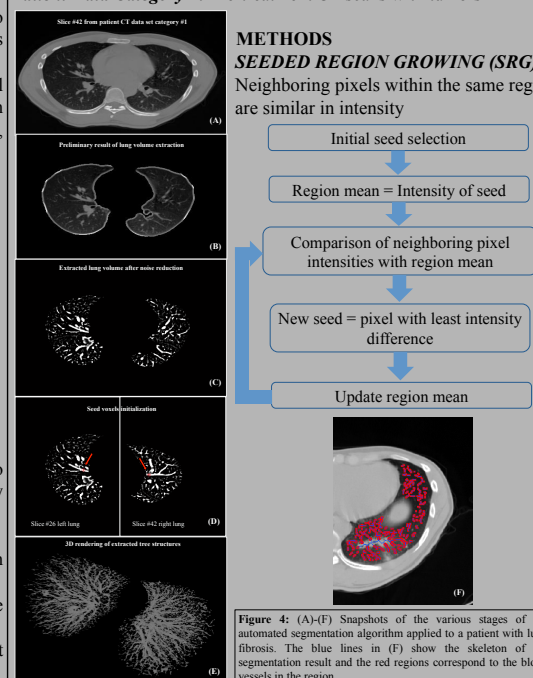 Slice #42 from patient CT data set category #1
(A)
Preliminary result of lung volume extraction
(B)
Extracted lung volume after noise reduction
(C)
Seed voxels initialization
Slice #26 left lung
Slice #42 right lung
(D)
3D rendering of extracted tree structures
(E)
METHODS
SEEDED REGION GROWING (SRG)
Neighboring pixels within the same reg
are similar in intensity
Initial seed selection
Region mean = Intensity of seed
Comparison of neighboring pixel
intensities with region mean
New seed = pixel with least intensity
difference
Update region mean
(F)
Figure 4: (A)-(F) Snapshots of the various stages of
automated segmentation algorithm applied to a patient with lu
fibrosis. The blue lines in (F) show the skeleton of
segmentation result and the red regions correspond to the blo
vessels in the region